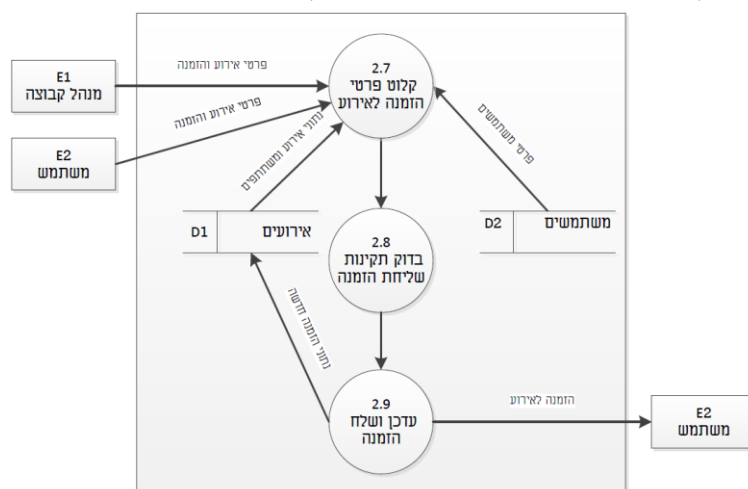 E1
מנהל קבוצה
פרטי אירוע והזמנה
2.7
קלוט פרטי
הזמנה לאירוע
E2
משתמש
פרטי אירוע והזמנה
נתוני אירוע ומשתתפים
פרטי משתמשים
D1
אירועים
D2
משתמשים
2.8
בדוק תקינות
שליחת הזמנה
נתוני הזמנה חדשה
2.9
עדכן ושלח
הזמנה
הזמנה לאירוע
E2
משתמש